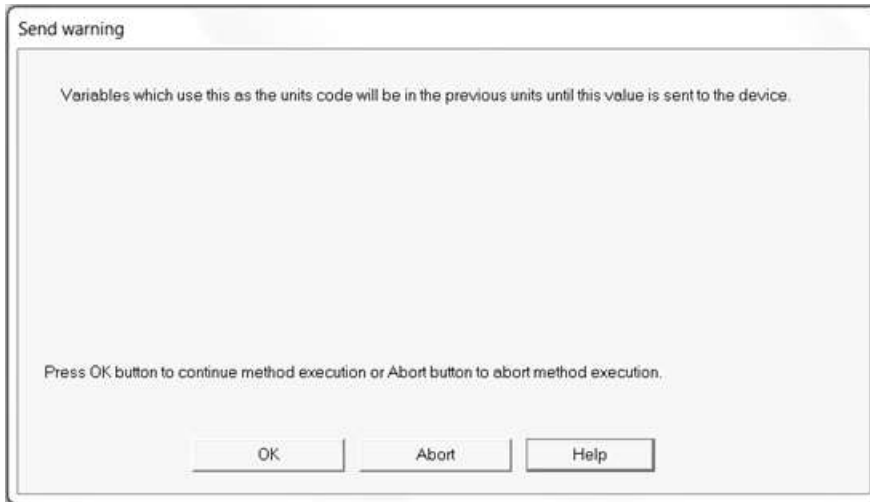 Send warning
Variables which use this as the units code will be in the previous units until this value is sent to the device.
Press OK button to continue method execution or Abort button to abort method execution.
OK Abort Help